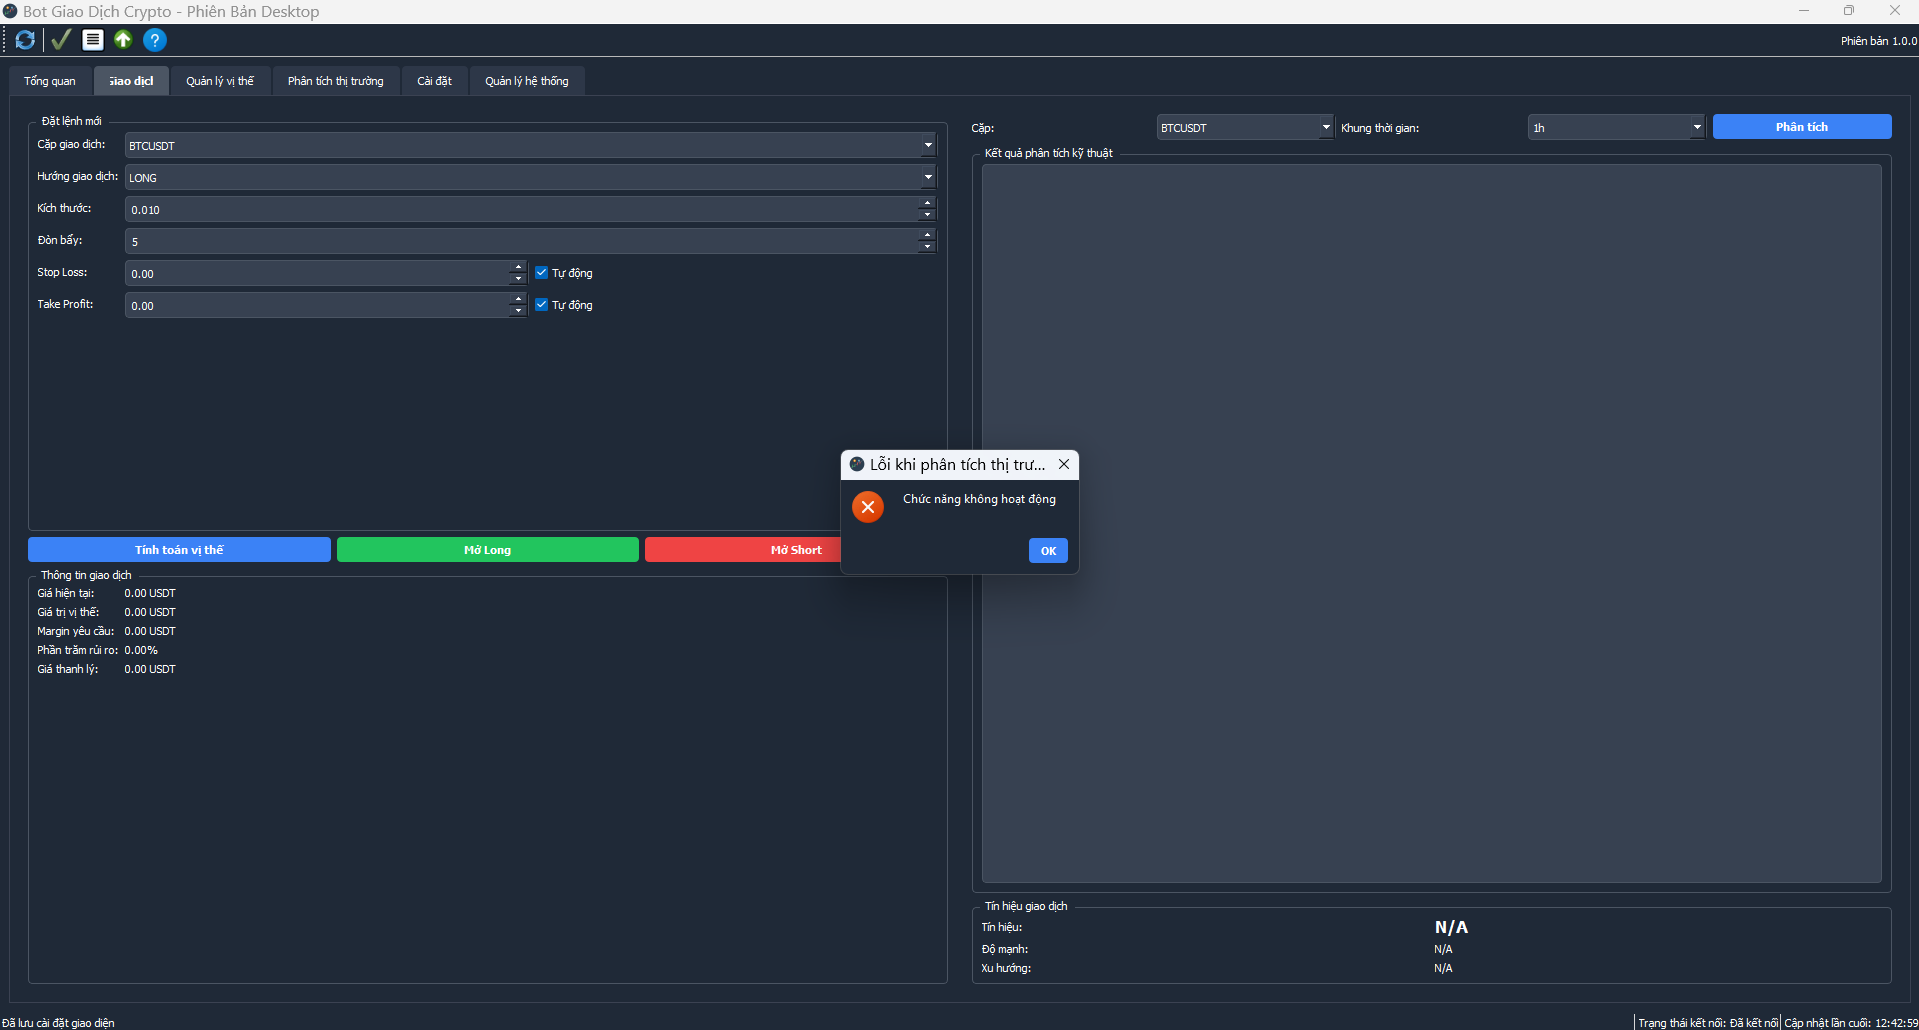 Bot Giao Dịch Crypto - Phiên Bản Desktop
Phiên bản 1.0.0
Tổng quan
Giao dịch
Quản lý vị thế
Phân tích thị trường
Cài đặt
Quản lý hệ thống
Đặt lệnh mới
Cặp giao dịch: BTCUSDT
Hướng giao dịch: LONG
Kích thước: 0.010
Đòn bẩy: 5
Stop Loss: 0.00 Tự động
Take Profit: 0.00 Tự động
Tính toán vị thế
Mở Long
Mở Short
Thông tin giao dịch
Giá hiện tại: 0.00 USDT
Giá trị vị thế: 0.00 USDT
Margin yêu cầu: 0.00 USDT
Phần trăm rủi ro: 0.00%
Giá thanh lý: 0.00 USDT
Cặp: BTCUSDT Khung thời gian: 1h Phân tích
Kết quả phân tích kỹ thuật
Lỗi khi phân tích thị trư...
Chức năng không hoạt động
OK
Tín hiệu giao dịch
Tín hiệu: N/A
Độ mạnh: N/A
Xu hướng: N/A
Đã lưu cài đặt giao diện
Trạng thái kết nối: Đã kết nối
Cập nhật lần cuối: 12:42:59